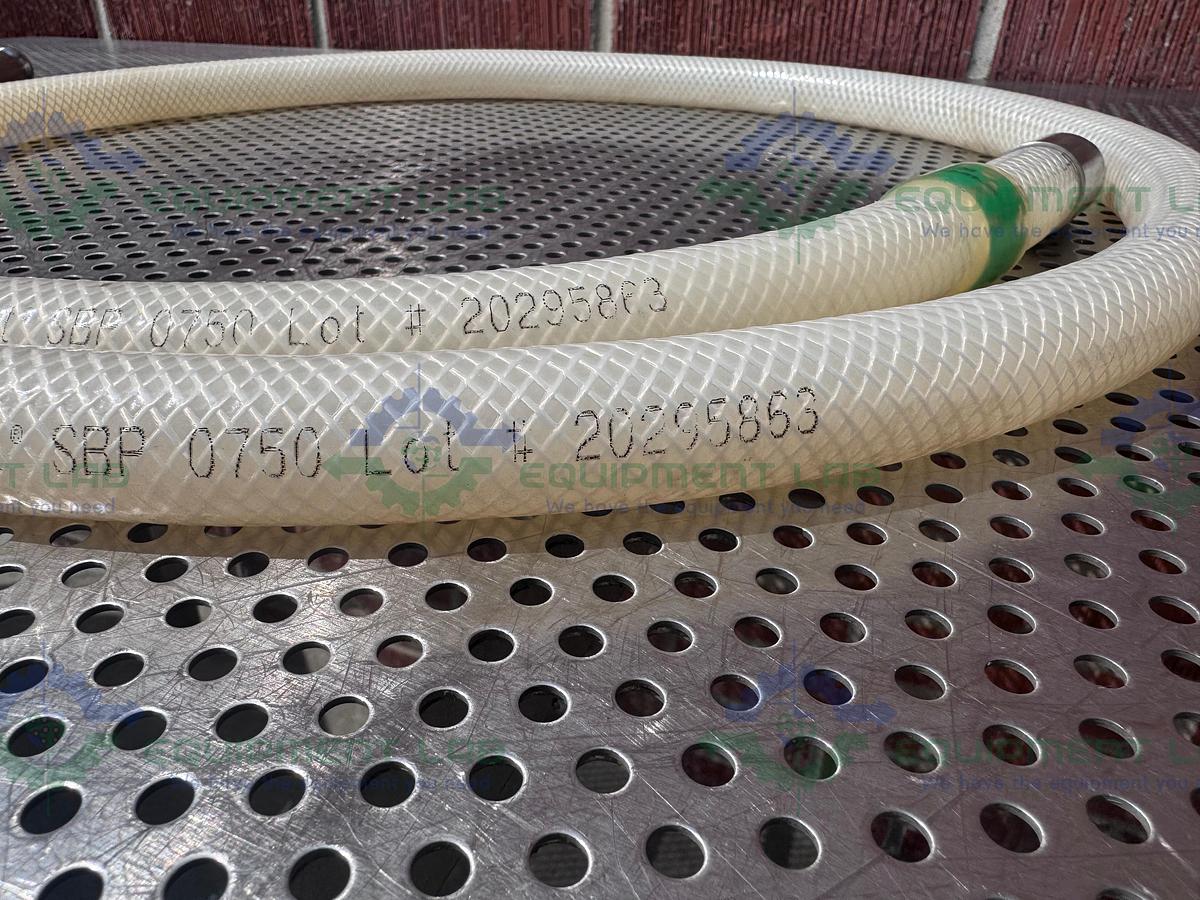 SBP 0750 Lot # 20295863
® SBP 0750 Lot # 20295863
EQUIPMENT LAB
We have the equipment you need